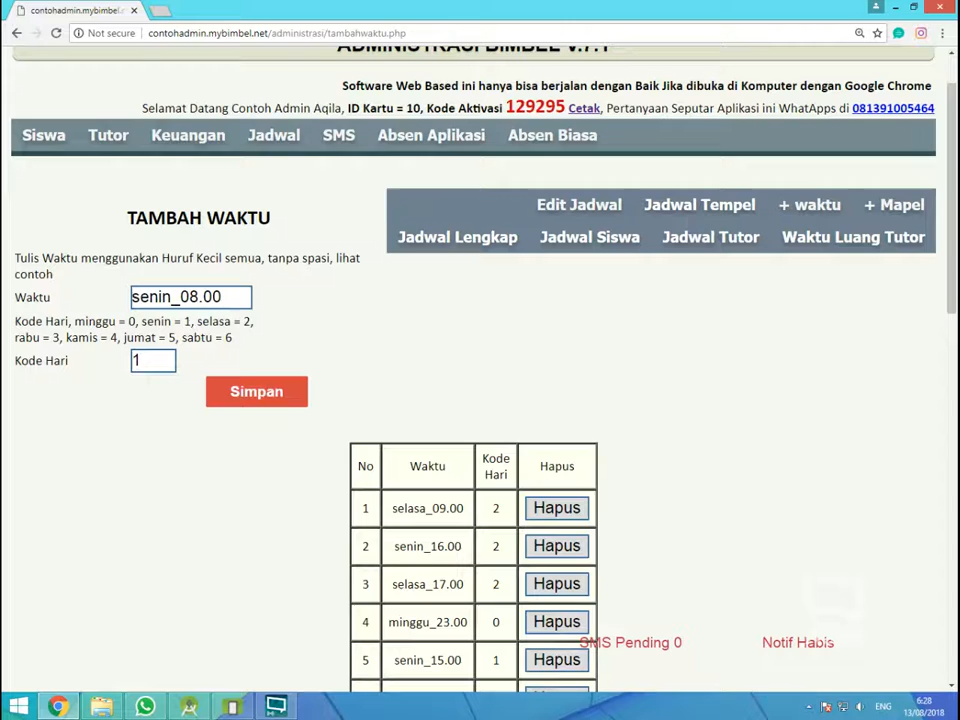 contohadmin.mybimbel.ne
Not secure
contohadmin.mybimbel.net/administrasi/tambahwaktu.php
ADMINISTRASI BIMBEL V.7.1
Software Web Based ini hanya bisa berjalan dengan Baik Jika dibuka di Komputer dengan Google Chrome
Selamat Datang Contoh Admin Aqila, ID Kartu = 10, Kode Aktivasi 129295 Cetak, Pertanyaan Seputar Aplikasi ini WhatApps di 081391005464
Siswa Tutor Keuangan Jadwal SMS Absen Aplikasi Absen Biasa
Edit Jadwal Jadwal Tempel + waktu + Mapel
Jadwal Lengkap Jadwal Siswa Jadwal Tutor Waktu Luang Tutor
TAMBAH WAKTU
Tulis Waktu menggunakan Huruf Kecil semua, tanpa spasi, lihat
contoh
Waktu senin_08.00
Kode Hari, minggu = 0, senin = 1, selasa = 2,
rabu = 3, kamis = 4, jumat = 5, sabtu = 6
Kode Hari 1
Simpan
No Waktu Kode Hari Hapus
1 selasa_09.00 2 Hapus
2 senin_16.00 2 Hapus
3 selasa_17.00 2 Hapus
4 minggu_23.00 0 Hapus
SMS Pending 0 Notif Habis
5 senin_15.00 1 Hapus
ENG
6:28
13/08/2018